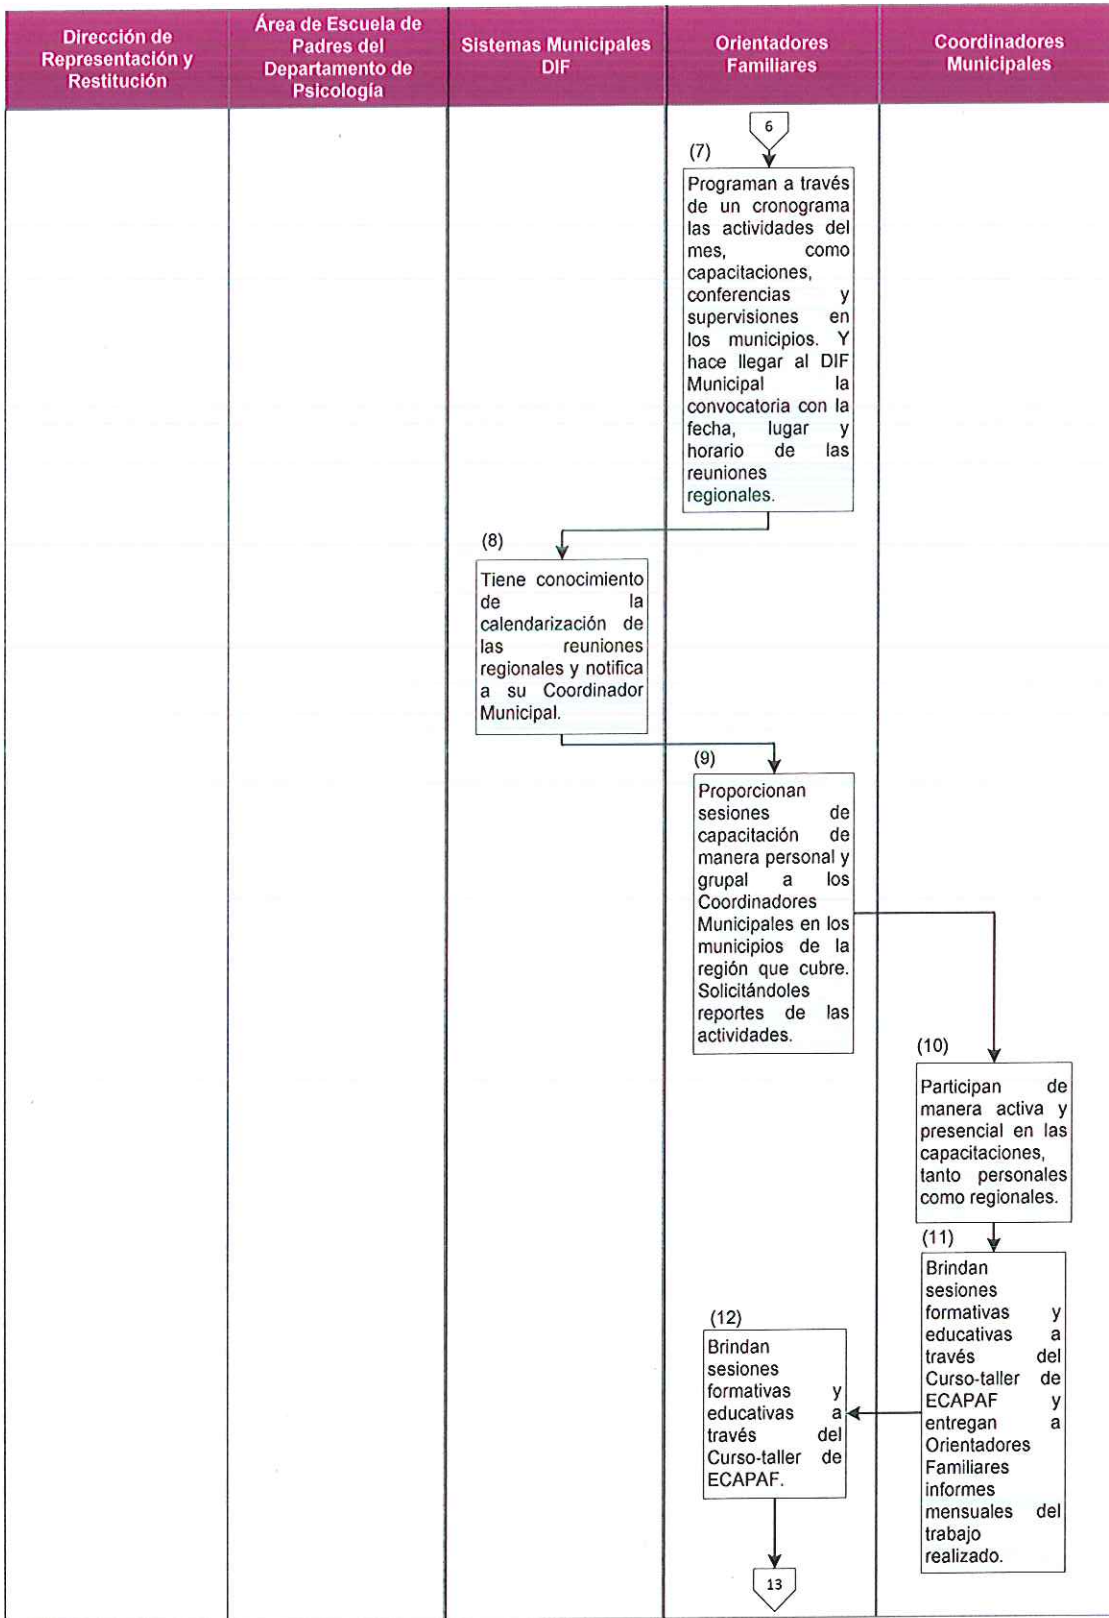 Dirección de
Representación y
Restitución
Área de Escuela de
Padres del
Departamento de
Psicología
Sistemas Municipales
DIF
Orientadores
Familiares
Coordinadores
Municipales
6
(7)
Programan a través
de un cronograma
las actividades del
mes, como
capacitaciones,
conferencias y
supervisiones en
los municipios. Y
hace llegar al DIF
Municipal la
convocatoria con la
fecha, lugar y
horario de las
reuniones
regionales.
(8)
Tiene conocimiento
de la
calendarización de
las reuniones
regionales y notifica
a su Coordinador
Municipal.
(9)
Proporcionan
sesiones de
capacitación de
manera personal y
grupal a los
Coordinadores
Municipales en los
municipios de la
región que cubre.
Solicitándoles
reportes de las
actividades.
(10)
Participan de
manera activa y
presencial en las
capacitaciones,
tanto personales
como regionales.
(11)
Brindan
sesiones
formativas y
educativas a
través del
Curso-taller de
ECAPAF y
entregan a
Orientadores
Familiares
informes
mensuales del
trabajo
realizado.
(12)
Brindan
sesiones
formativas y
educativas a
través del
Curso-taller de
ECAPAF.
13